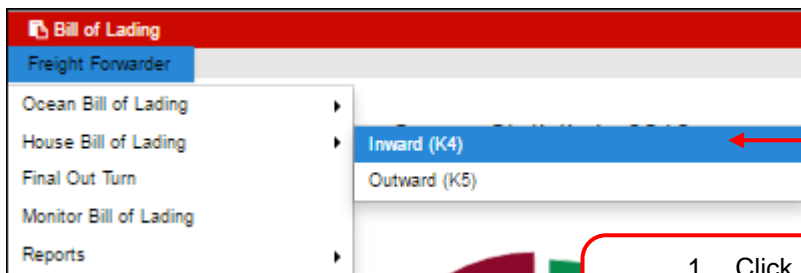 Bill of Lading
Freight Forwarder
Ocean Bill of Lading
House Bill of Lading
Inward (K4)
Final Out Turn
Outward (K5)
Monitor Bill of Lading
Reports
1 Click